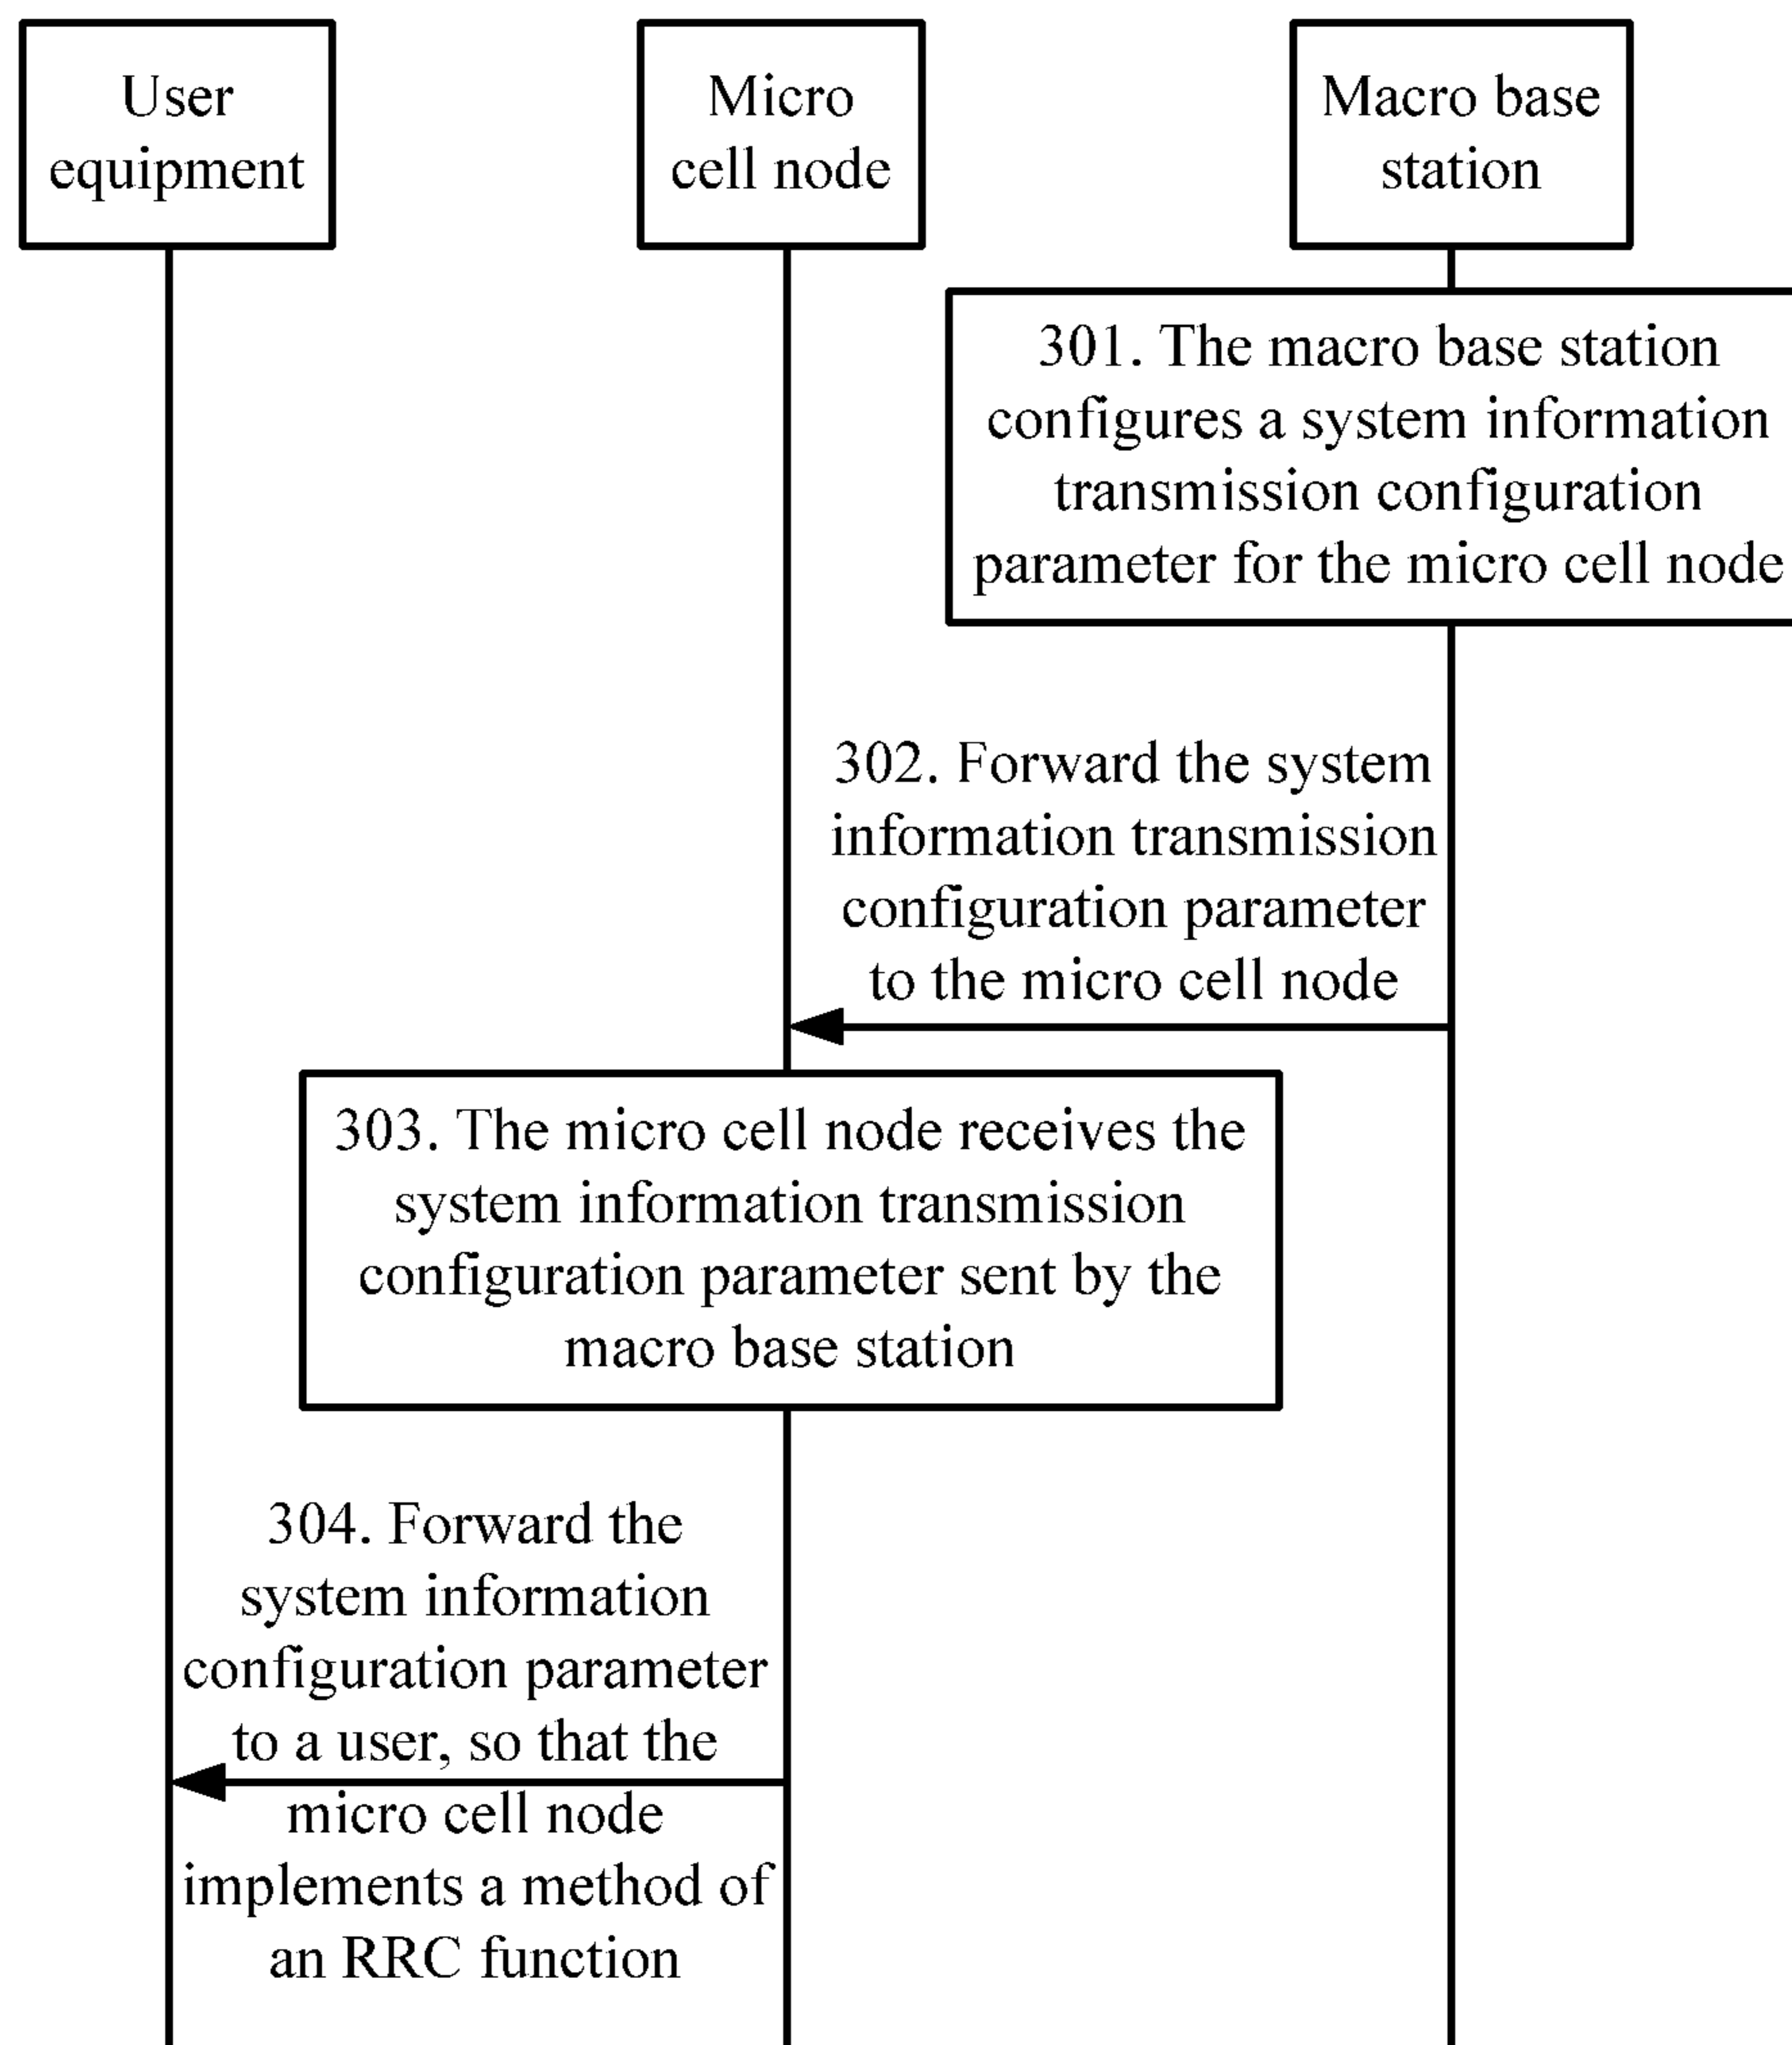 User
equipment
Micro
cell node
Macro base
station
301. The macro base station
configures a system information
transmission configuration
parameter for the micro cell node
302. Forward the system
information transmission
configuration parameter
to the micro cell node
303. The micro cell node receives the
system information transmission
configuration parameter sent by the
macro base station
304. Forward the
system information
configuration parameter
to a user, so that the
micro cell node
implements a method of
an RRC function